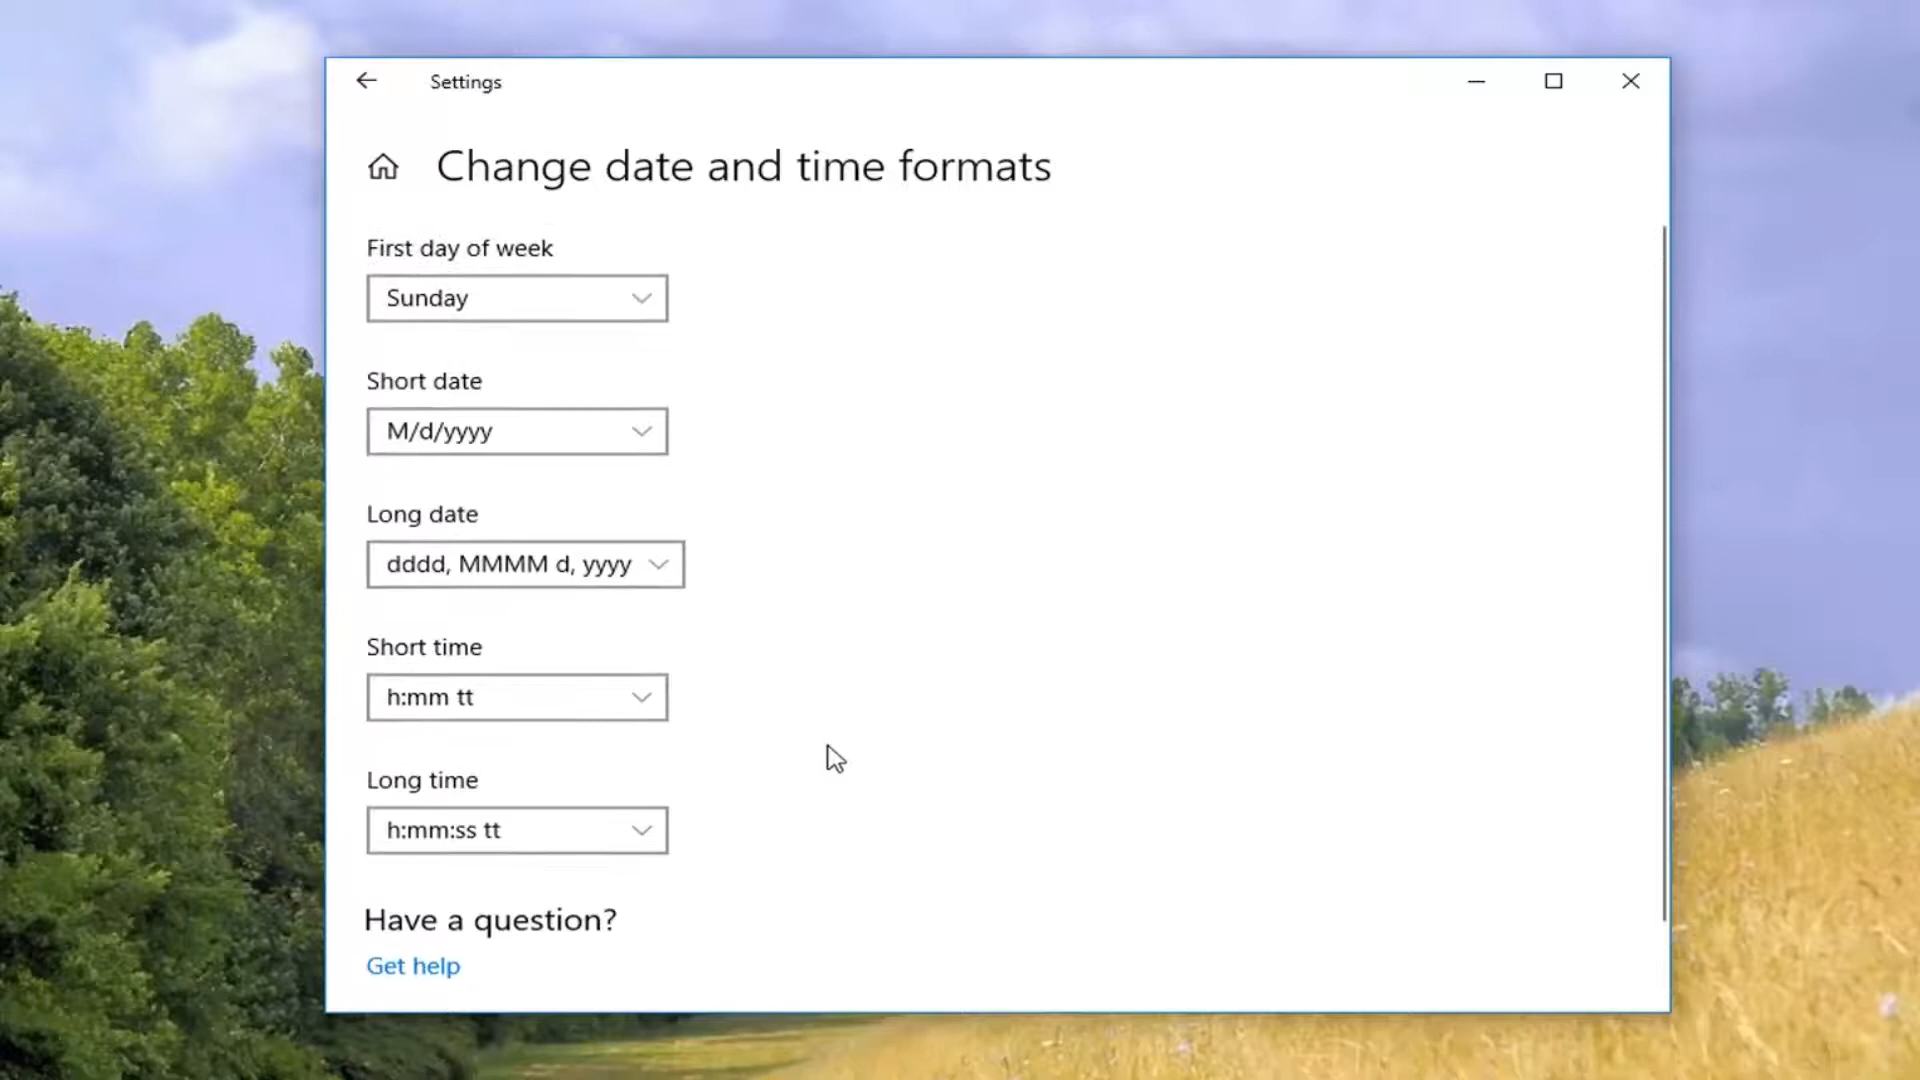 Settings
Change date and time formats
First day of week
Sunday
Short date
M/d/yyyy
Long date
dddd, MMMM d, yyyy
Short time
h:mm tt
Long time
h:mm:ss tt
Have a question?
Get help